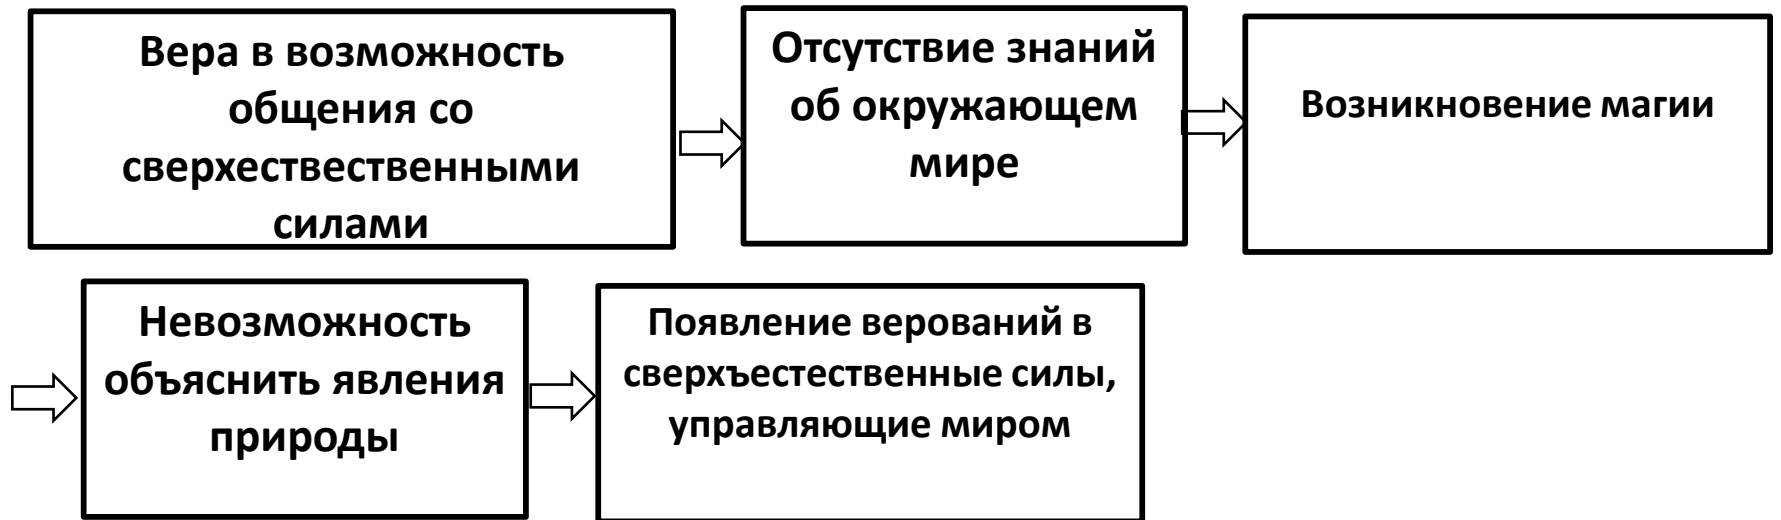 Вера в возможность
общения со
сверхествественными
силами
Отсутствие знаний
об окружающем
мире
Возникновение магии
Невозможность
объяснить явления
природы
Появление верований в
сверхъестественные силы,
управляющие миром